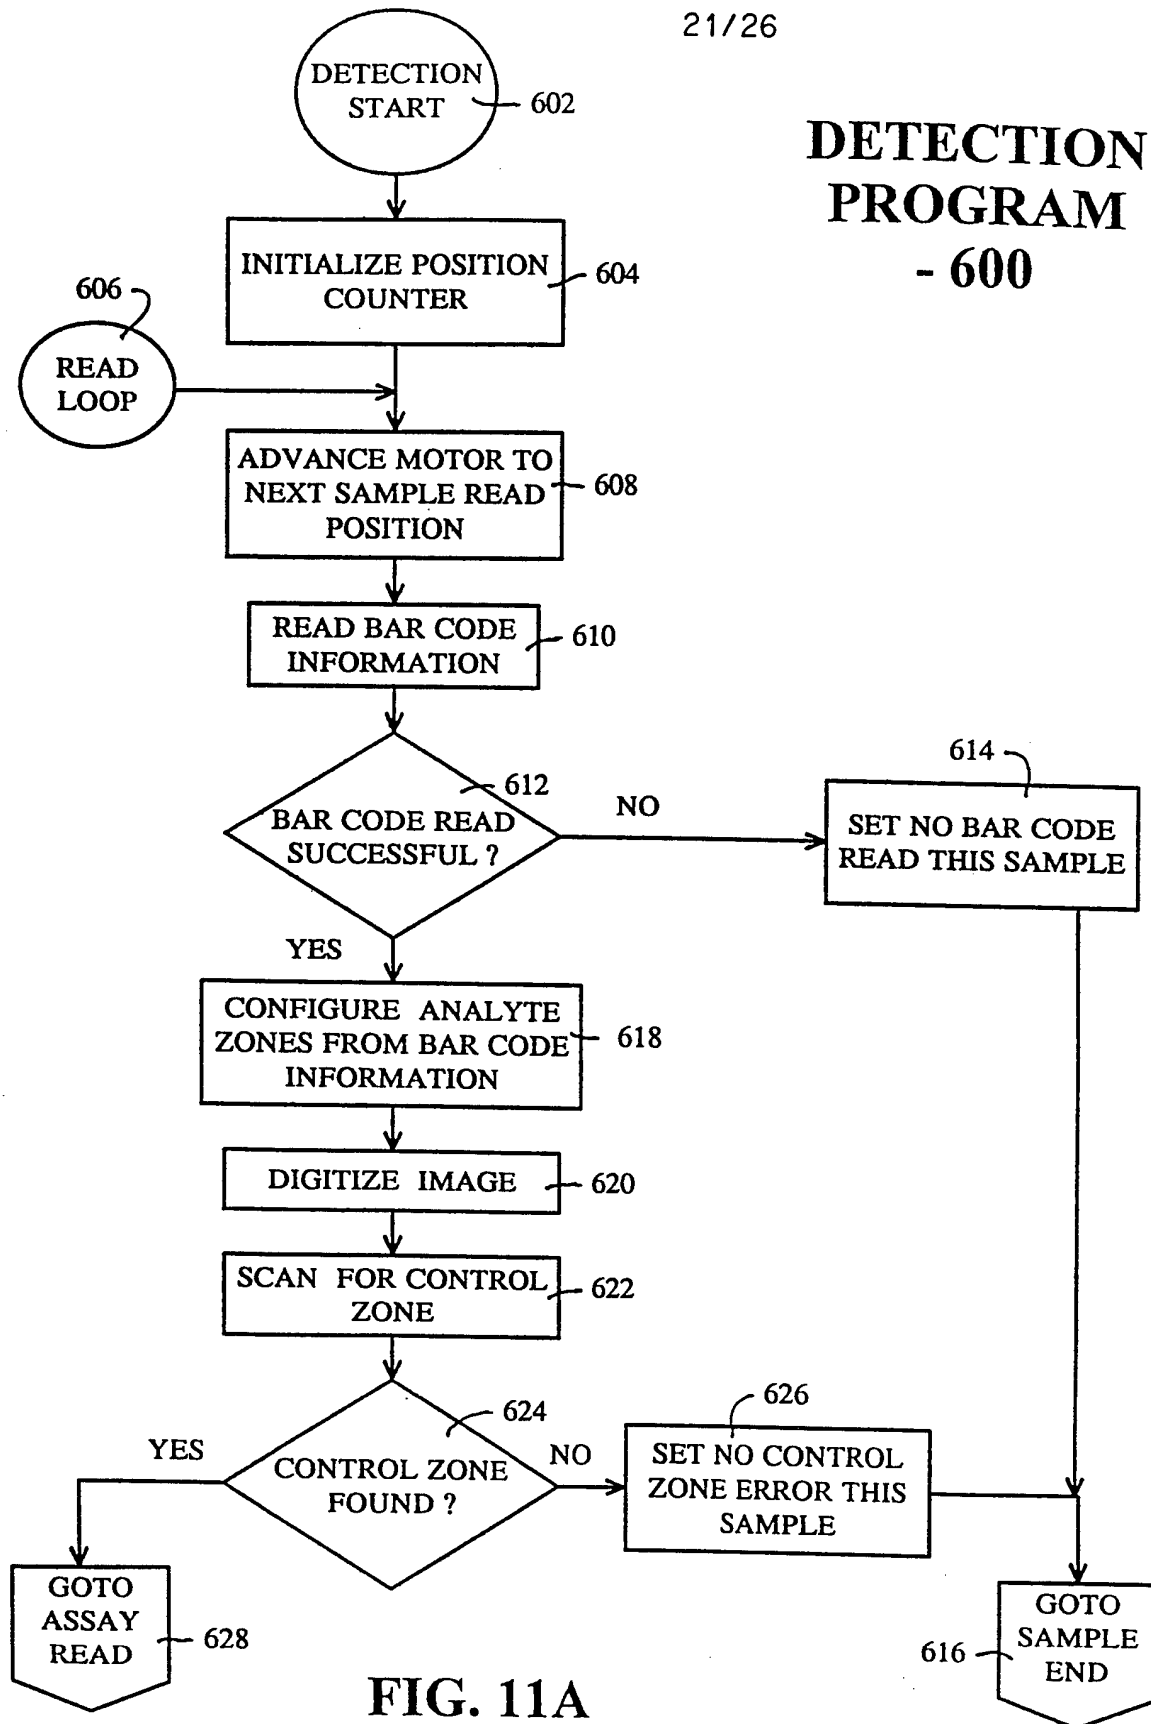 21/26
DETECTION
START
602
DETECTION
PROGRAM
- 600
INITIALIZE POSITION
COUNTER
604
606
READ
LOOP
ADVANCE MOTOR TO
NEXT SAMPLE READ
POSITION
608
READ BAR CODE
INFORMATION
610
612
BAR CODE READ
SUCCESSFUL ?
NO
614
SET NO BAR CODE
READ THIS SAMPLE
YES
CONFIGURE ANALYTE
ZONES FROM BAR CODE
INFORMATION
618
DIGITIZE IMAGE
620
SCAN FOR CONTROL
ZONE
622
624
CONTROL ZONE
FOUND ?
YES
NO
626
SET NO CONTROL
ZONE ERROR THIS
SAMPLE
GOTO
ASSAY
READ
628
GOTO
SAMPLE
END
616
FIG. 11A